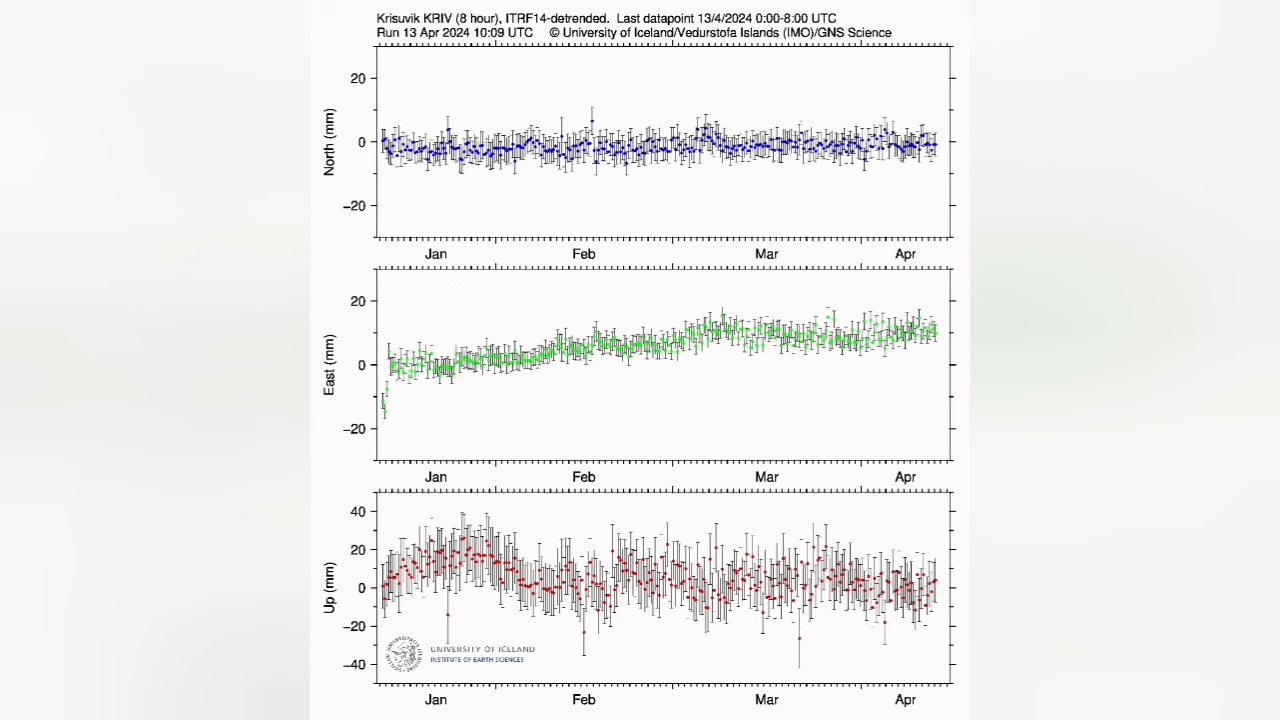 Krisuvik KRIV (8 hour), ITRF14-detrended. Last datapoint 13/4/2024 0:00-8:00 UTC
Run 13 Apr 2024 10:09 UTC © University of Iceland/Vedurstofa Islands (IMO)/GNS Science
20
0
−20
North (mm)
Jan Feb Mar Apr
20
0
−20
East (mm)
Jan Feb Mar Apr
40
20
0
−20
−40
Up (mm)
UNIVERSITY OF ICELAND
INSTITUTE OF EARTH SCIENCES
Jan Feb Mar Apr